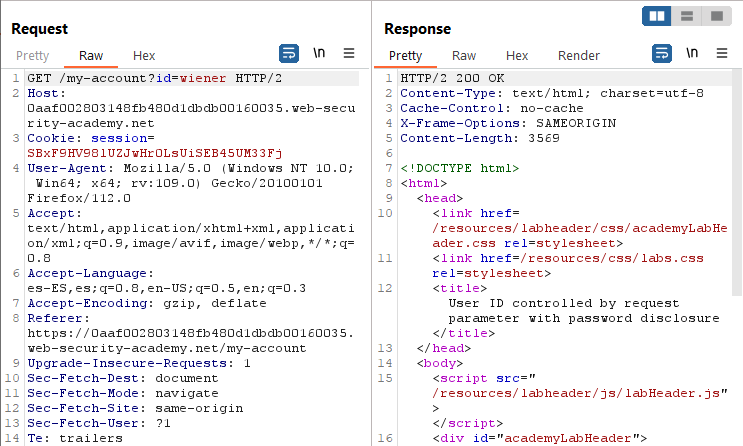 Request
Pretty Raw Hex
\n
1 GET /my-account?id=wiener HTTP/2
2 Host:
0aaf002803148fb480d1dbdb00160035.web-secu
rity-academy.net
3 Cookie: session=
SBxF9HV981UZJwHrOLsUiSEB45UM33Fj
4 User-Agent: Mozilla/5.0 (Windows NT 10.0;
Win64; x64; rv:109.0) Gecko/20100101
Firefox/112.0
5 Accept:
text/html,application/xhtml+xml,applicati
on/xml;q=0.9,image/avif,image/webp,*/*;q=
0.8
6 Accept-Language:
es-ES,es;q=0.8,en-US;q=0.5,en;q=0.3
7 Accept-Encoding: gzip, deflate
8 Referer:
https://0aaf002803148fb480d1dbdb00160035.
web-security-academy.net/my-account
9 Upgrade-Insecure-Requests: 1
10 Sec-Fetch-Dest: document
11 Sec-Fetch-Mode: navigate
12 Sec-Fetch-Site: same-origin
13 Sec-Fetch-User: ?1
14 Te: trailers
Response
Pretty Raw Hex Render
\n
1 HTTP/2 200 OK
2 Content-Type: text/html; charset=utf-8
3 Cache-Control: no-cache
4 X-Frame-Options: SAMEORIGIN
5 Content-Length: 3569
6
7 <!DOCTYPE html>
8 <html>
9 <head>
10 <link href=
/resources/labheader/css/academyLabHe
ader.css rel=stylesheet>
11 <link href=/resources/css/labs.css
rel=stylesheet>
12 <title>
User ID controlled by request
parameter with password disclosure
</title>
13 </head>
14 <body>
15 <script src="
/resources/labheader/js/labHeader.js"
>
</script>
16 <div id="academyLabHeader">